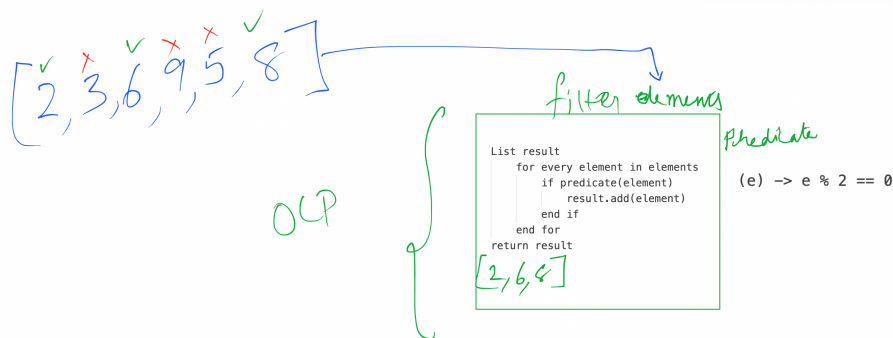 [2, 3, 6, 9, 5, 8]
filter elements
Predicate
List result
for every element in elements
if predicate(element)
result.add(element)
end if
end for
return result
[2, 6, 8]
(e) -> e % 2 == 0
OCP